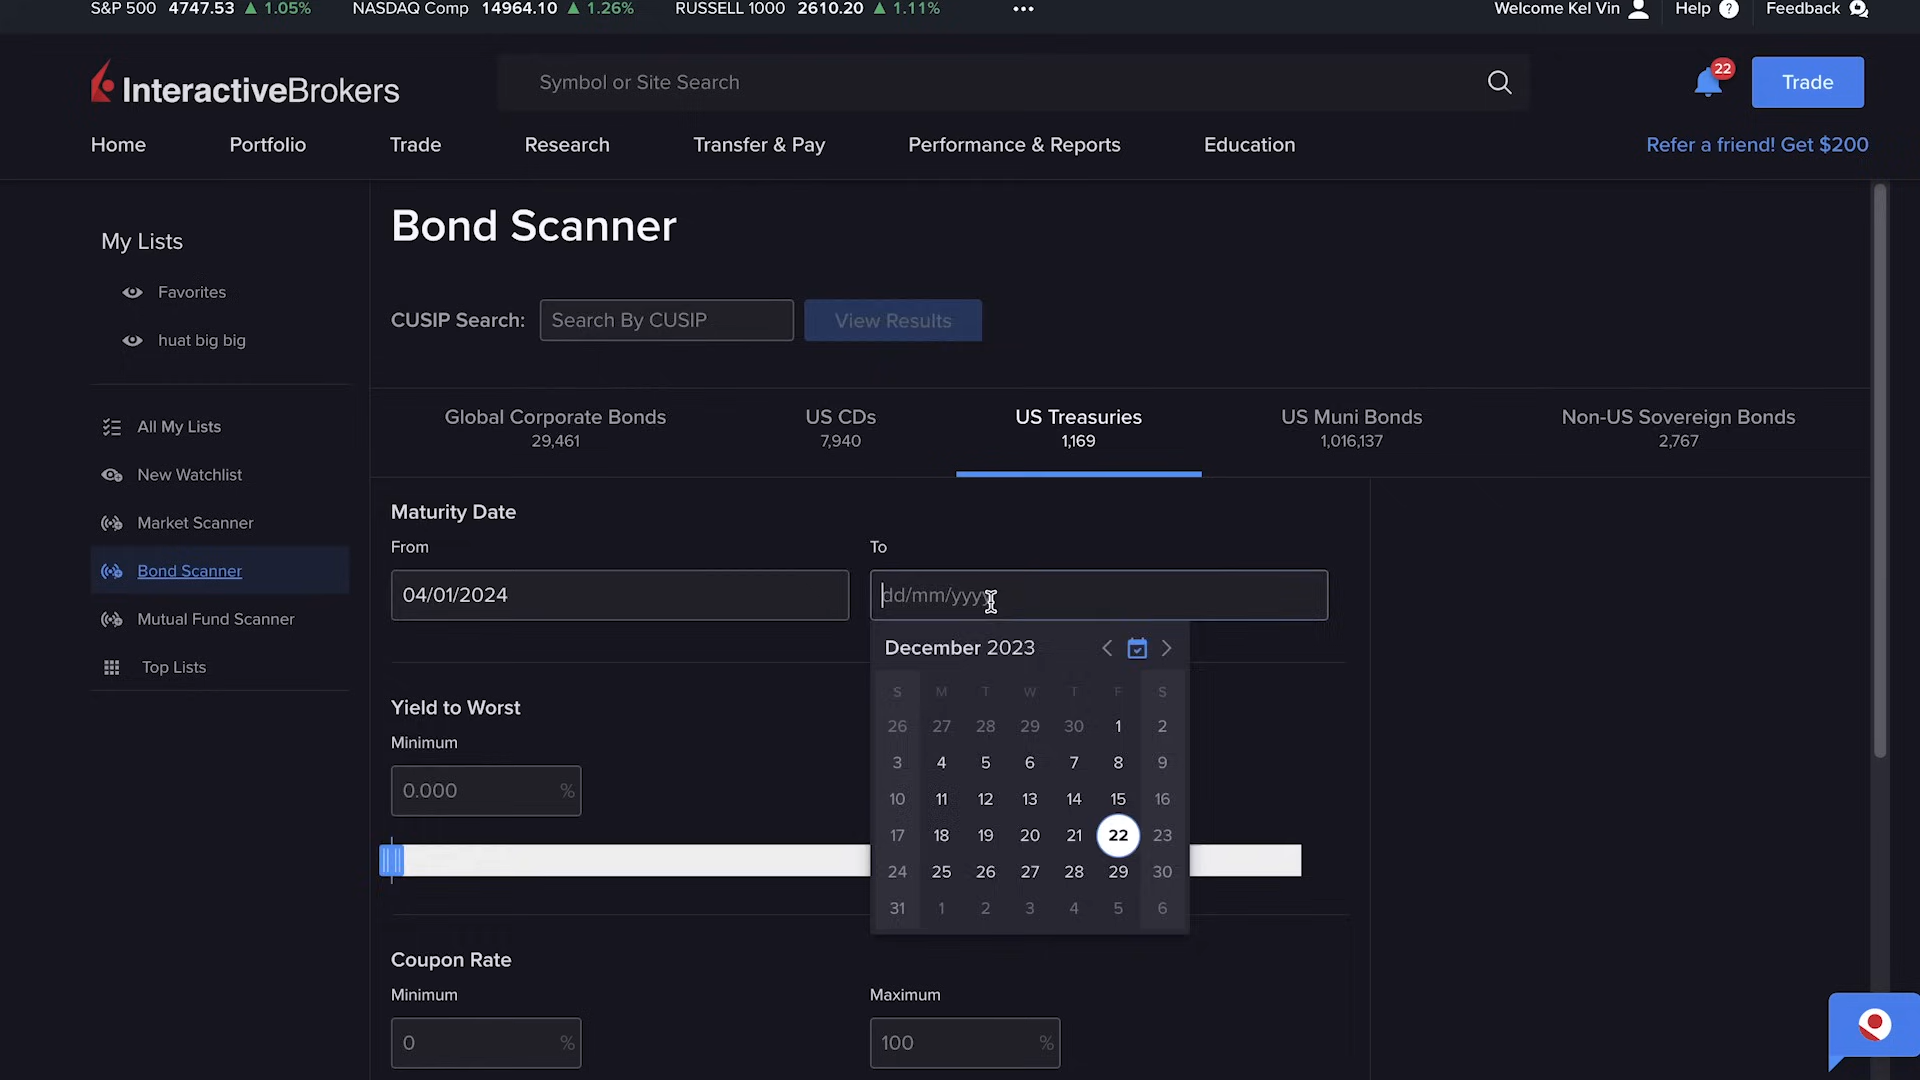 S&P 500 4747.53 ▲ 1.05% NASDAQ Comp 14964.10 ▲ 1.26% RUSSELL 1000 2610.20 ▲ 1.11% ••• Welcome Kel Vin Help ? Feedback
InteractiveBrokers Symbol or Site Search 22 Trade
Home Portfolio Trade Research Transfer & Pay Performance & Reports Education Refer a friend! Get $200
My Lists
Favorites
huat big big
All My Lists
New Watchlist
Market Scanner
Bond Scanner
Mutual Fund Scanner
Top Lists
Bond Scanner
CUSIP Search: Search By CUSIP View Results
Global Corporate Bonds US CDs US Treasuries US Muni Bonds Non-US Sovereign Bonds
29,461 7,940 1,169 1,016,137 2,767
Maturity Date
From To
04/01/2024 dd/mm/yyyy
December 2023
S M T W T F S
26 27 28 29 30 1 2
3 4 5 6 7 8 9
10 11 12 13 14 15 16
17 18 19 20 21 22 23
24 25 26 27 28 29 30
31 1 2 3 4 5 6
Yield to Worst
Minimum
0.000 %
Coupon Rate
Minimum Maximum
0 % 100 %